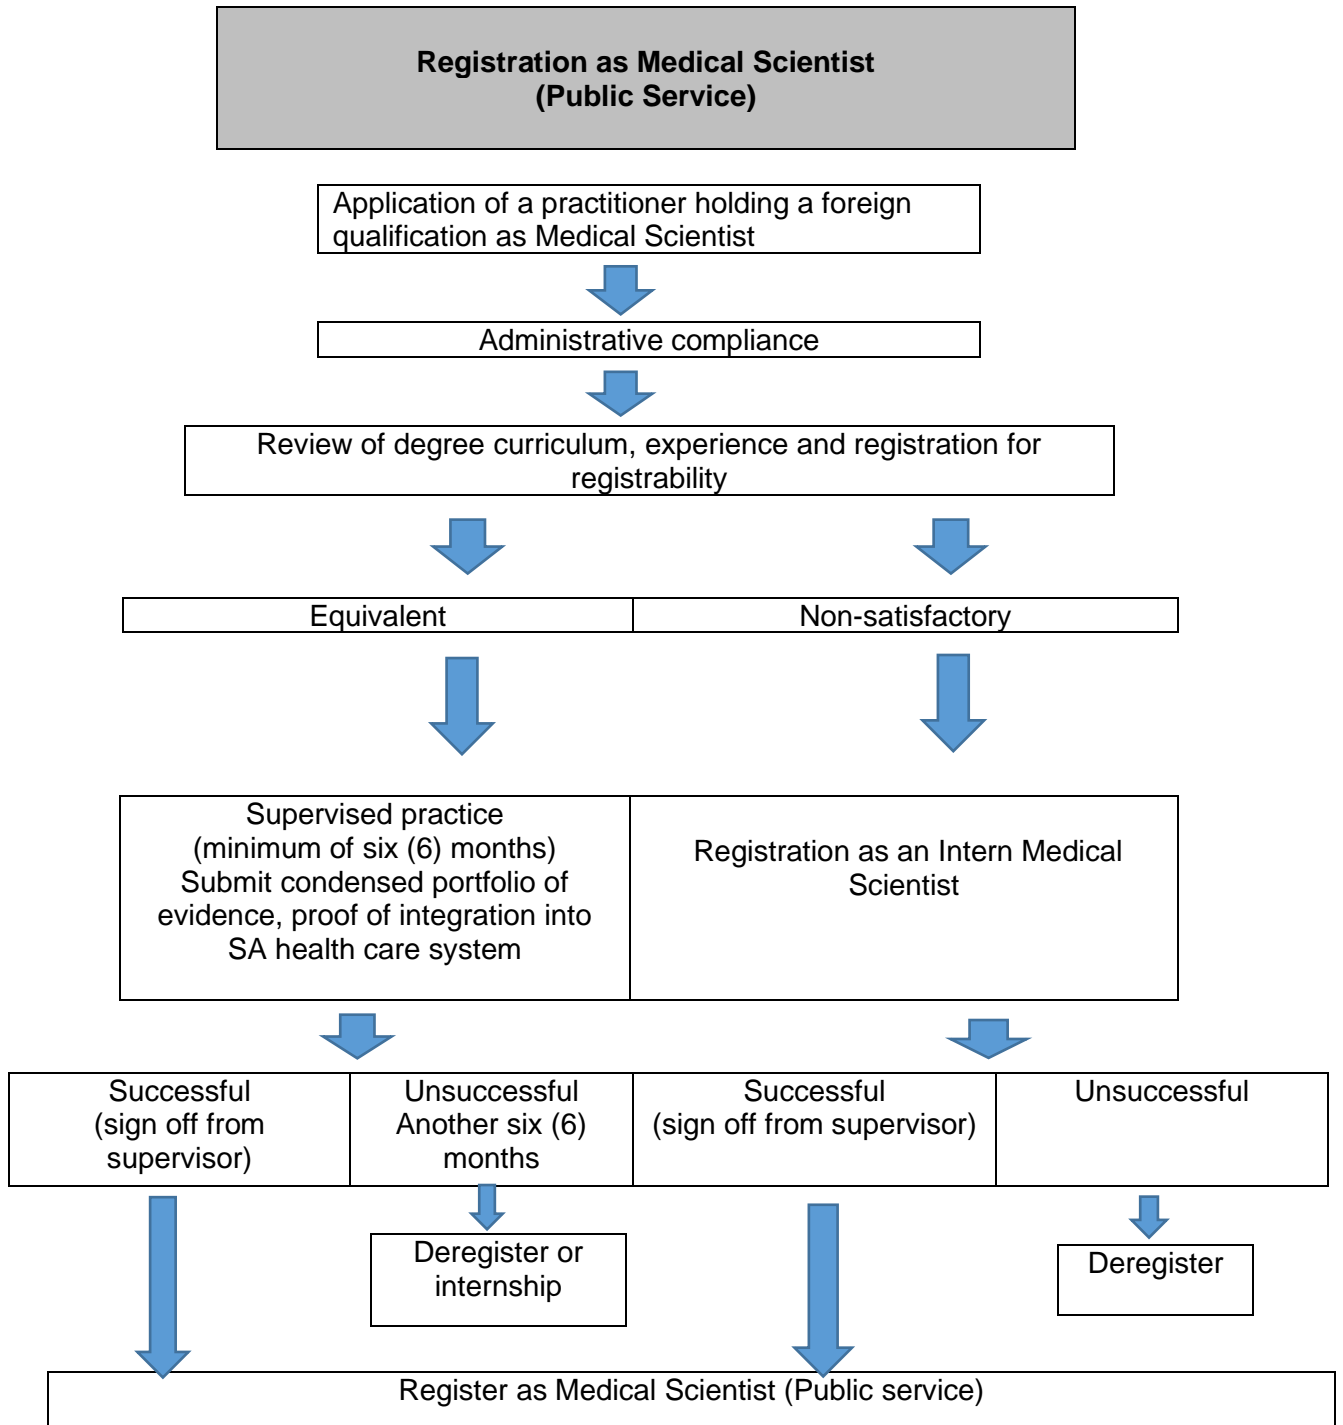 Registration as Medical Scientist
(Public Service)
Application of a practitioner holding a foreign
qualification as Medical Scientist
Administrative compliance
Review of degree curriculum, experience and registration for
registrability
Equivalent
Non-satisfactory
Supervised practice
(minimum of six (6) months)
Submit condensed portfolio of
evidence, proof of integration into
SA health care system
Registration as an Intern Medical
Scientist
Successful
(sign off from
supervisor)
Unsuccessful
Another six (6)
months
Successful
(sign off from supervisor)
Unsuccessful
Deregister or
internship
Deregister
Register as Medical Scientist (Public service)